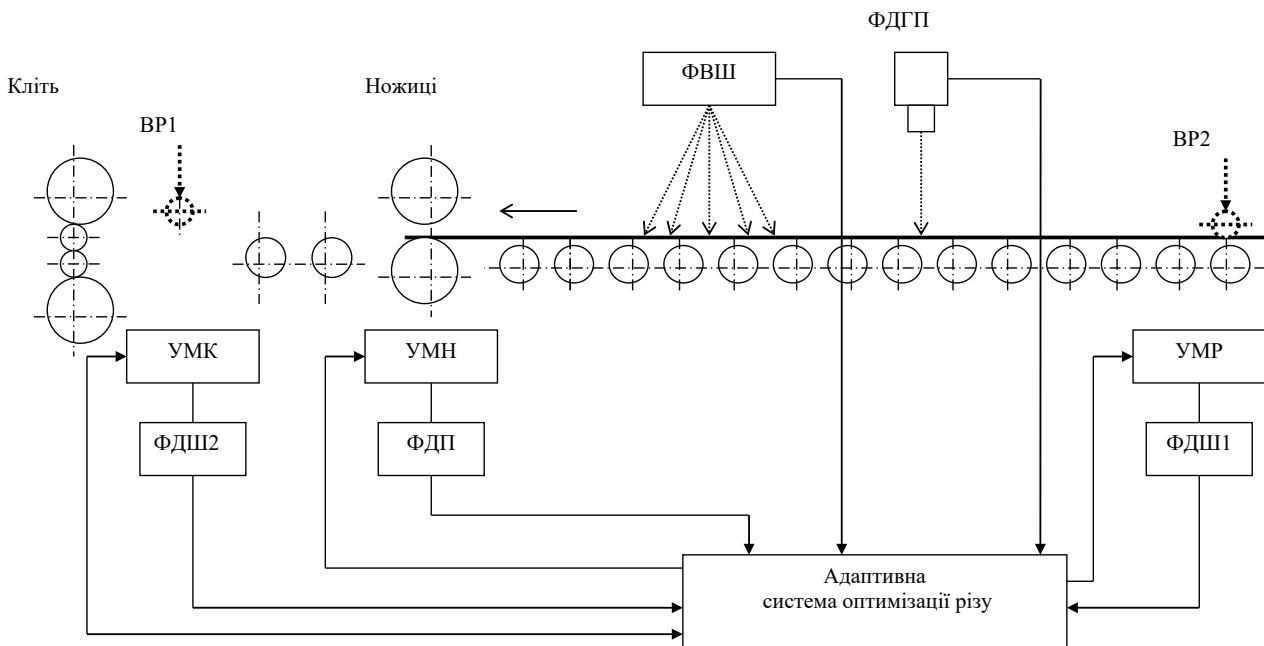 ФДГП
ФВШ
Кліть
Ножиці
ВР1
ВР2
УМК
УМН
УМР
ФДШ2
ФДП
ФДШ1
Адаптивна
система оптимізації різу